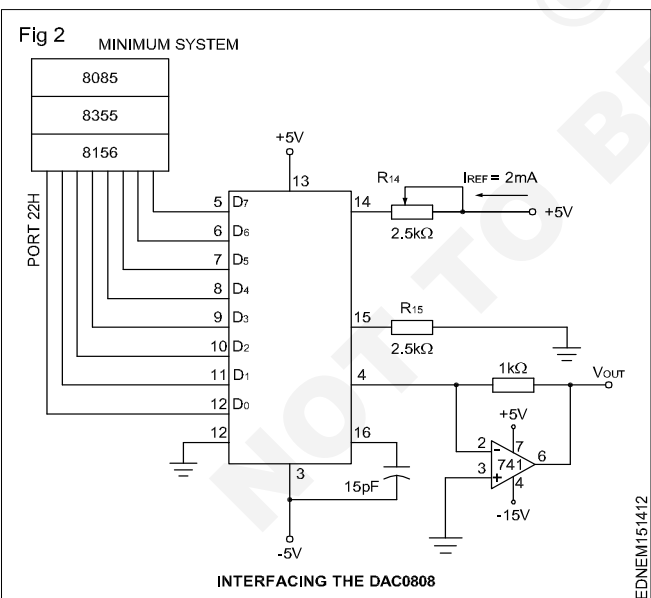 Fig 2
MINIMUM SYSTEM
8085
8355
8156
PORT 22H
+5V
13
5 D7
6 D6
7 D5
8 D4
9 D3
10 D2
11 D1
12 D0
12
3
-5V
14
R14
2.5kΩ
IREF = 2mA
+5V
15
R15
2.5kΩ
4
1kΩ
VOUT
16
15pF
+5V
2 -
7
741
6
3 +
4
-15V
INTERFACING THE DAC0808
EDNEM151412
©
NOT TO BE